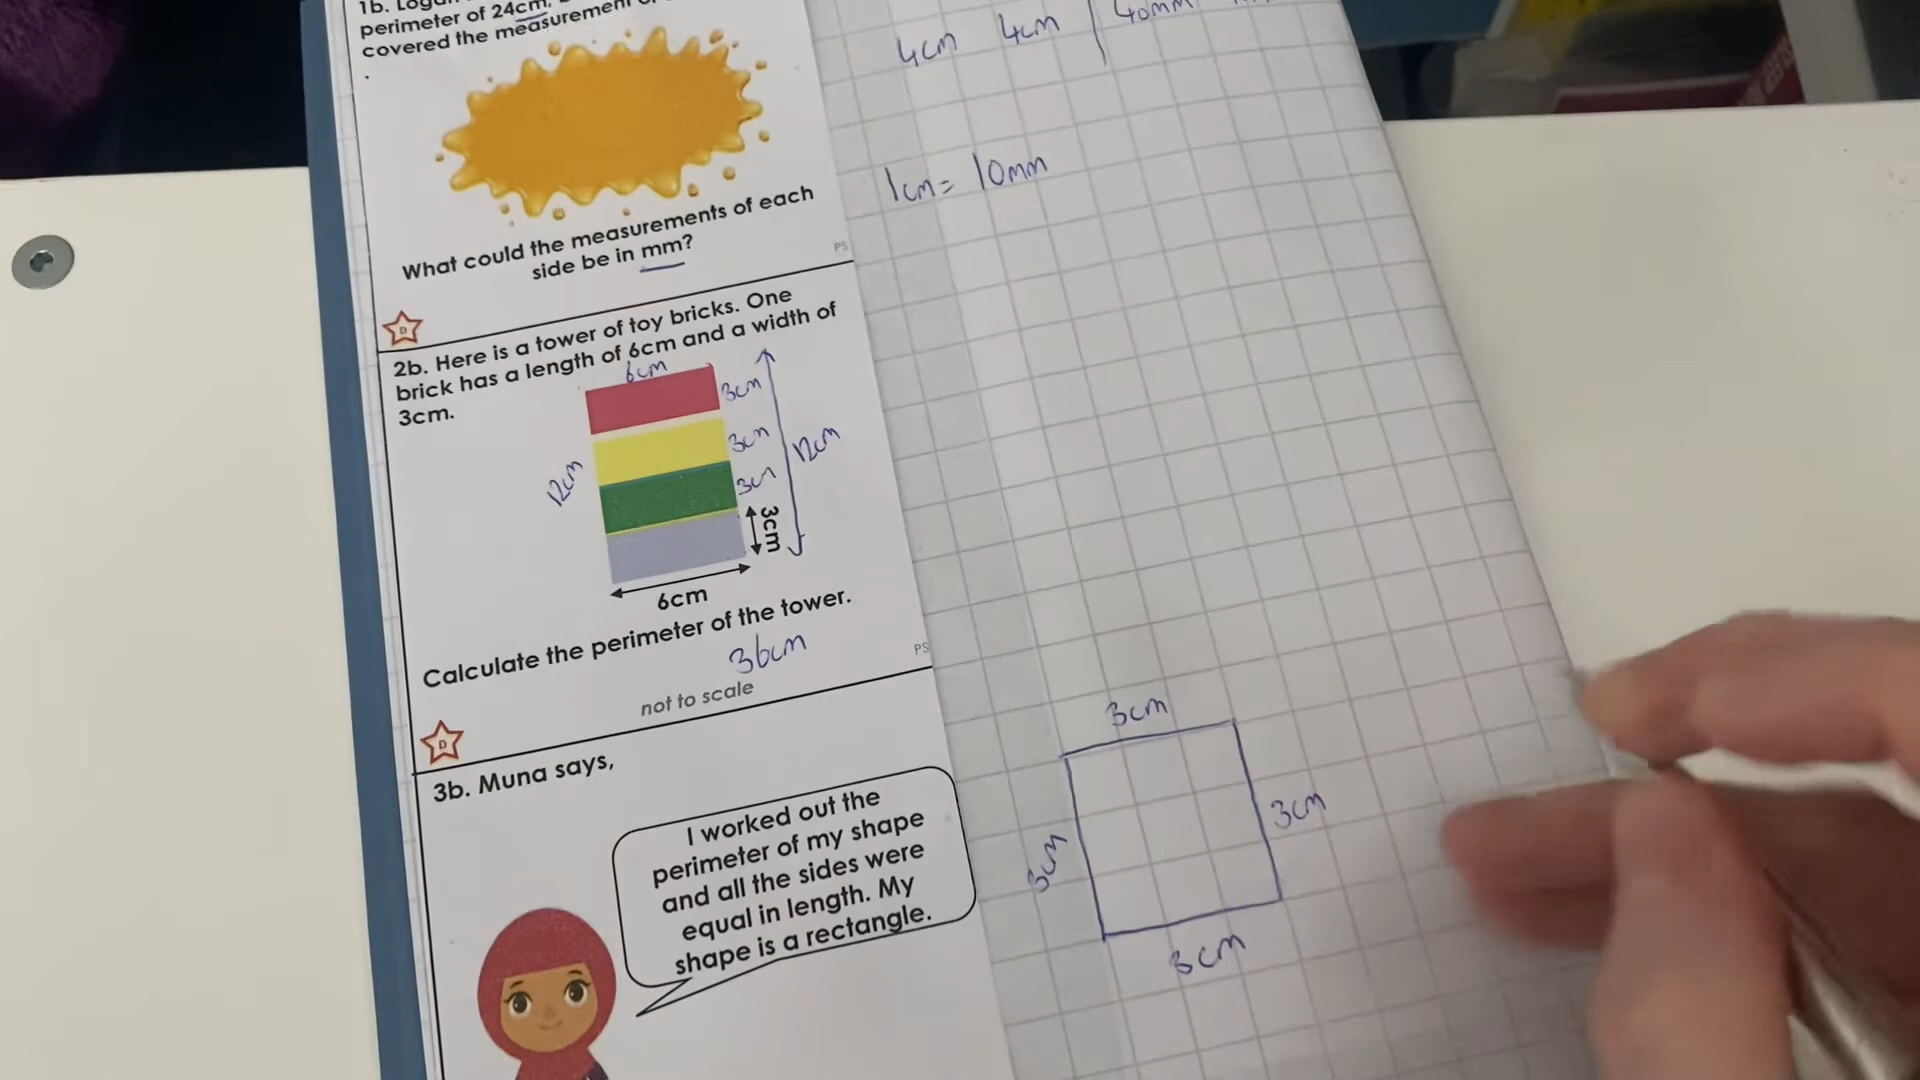 1b. Logan
perimeter of 24cm,
covered the measurement
What could the measurements of each
side be in mm?
PS
D
2b. Here is a tower of toy bricks. One
brick has a length of 6cm and a width of
3cm.
6cm
3cm
3cm
3cm
3cm
12cm
12cm
6cm
Calculate the perimeter of the tower.
36cm
PS
not to scale
D
3b. Muna says,
I worked out the
perimeter of my shape
and all the sides were
equal in length. My
shape is a rectangle.
4cm 4cm 40mm
1cm = 10mm
3cm
3cm
3cm
3cm